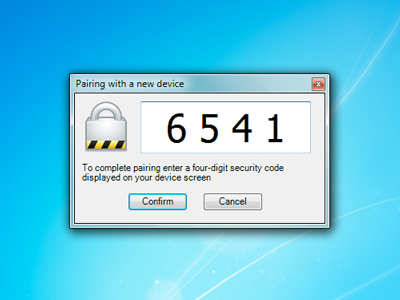 Pairing with a new device
6541
To complete pairing enter a four-digit security code
displayed on your device screen
Confirm Cancel